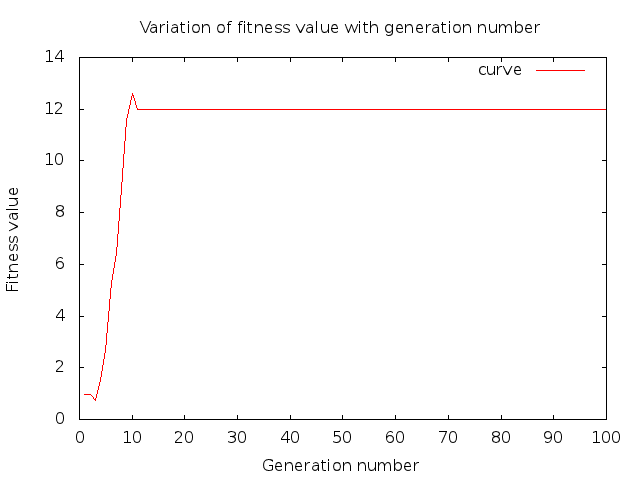 Variation of fitness value with generation number
curve
14
12
10
8
6
4
2
0
Fitness value
0 10 20 30 40 50 60 70 80 90 100
Generation number